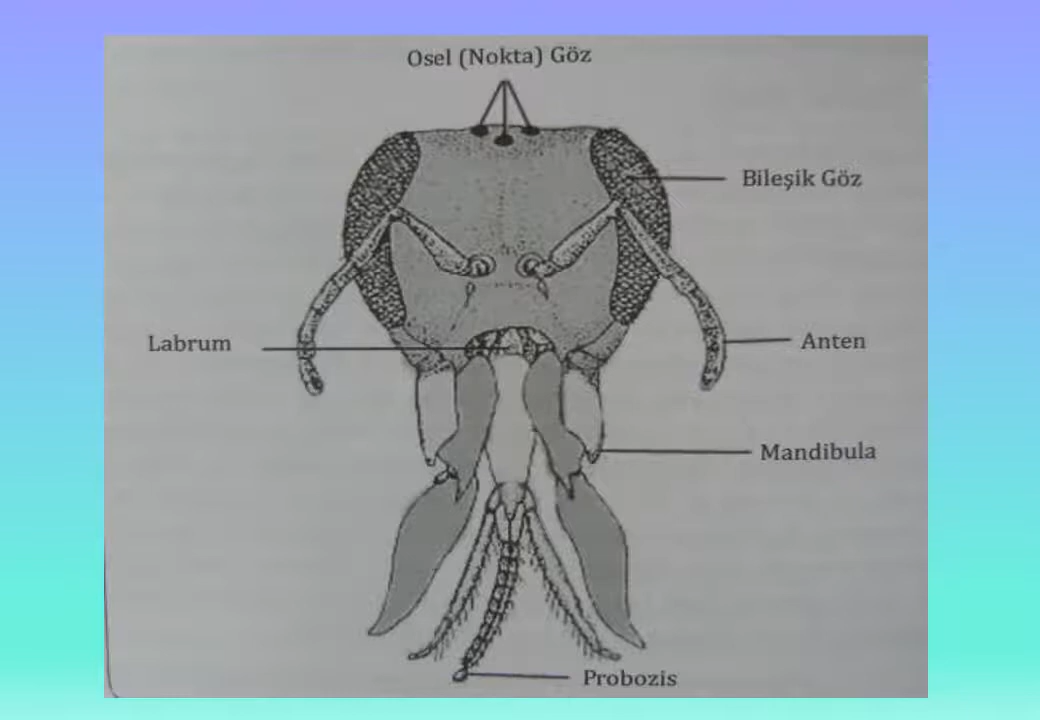 Osel (Nokta) Göz
Bileşik Göz
Labrum
Anten
Mandibula
Probozis